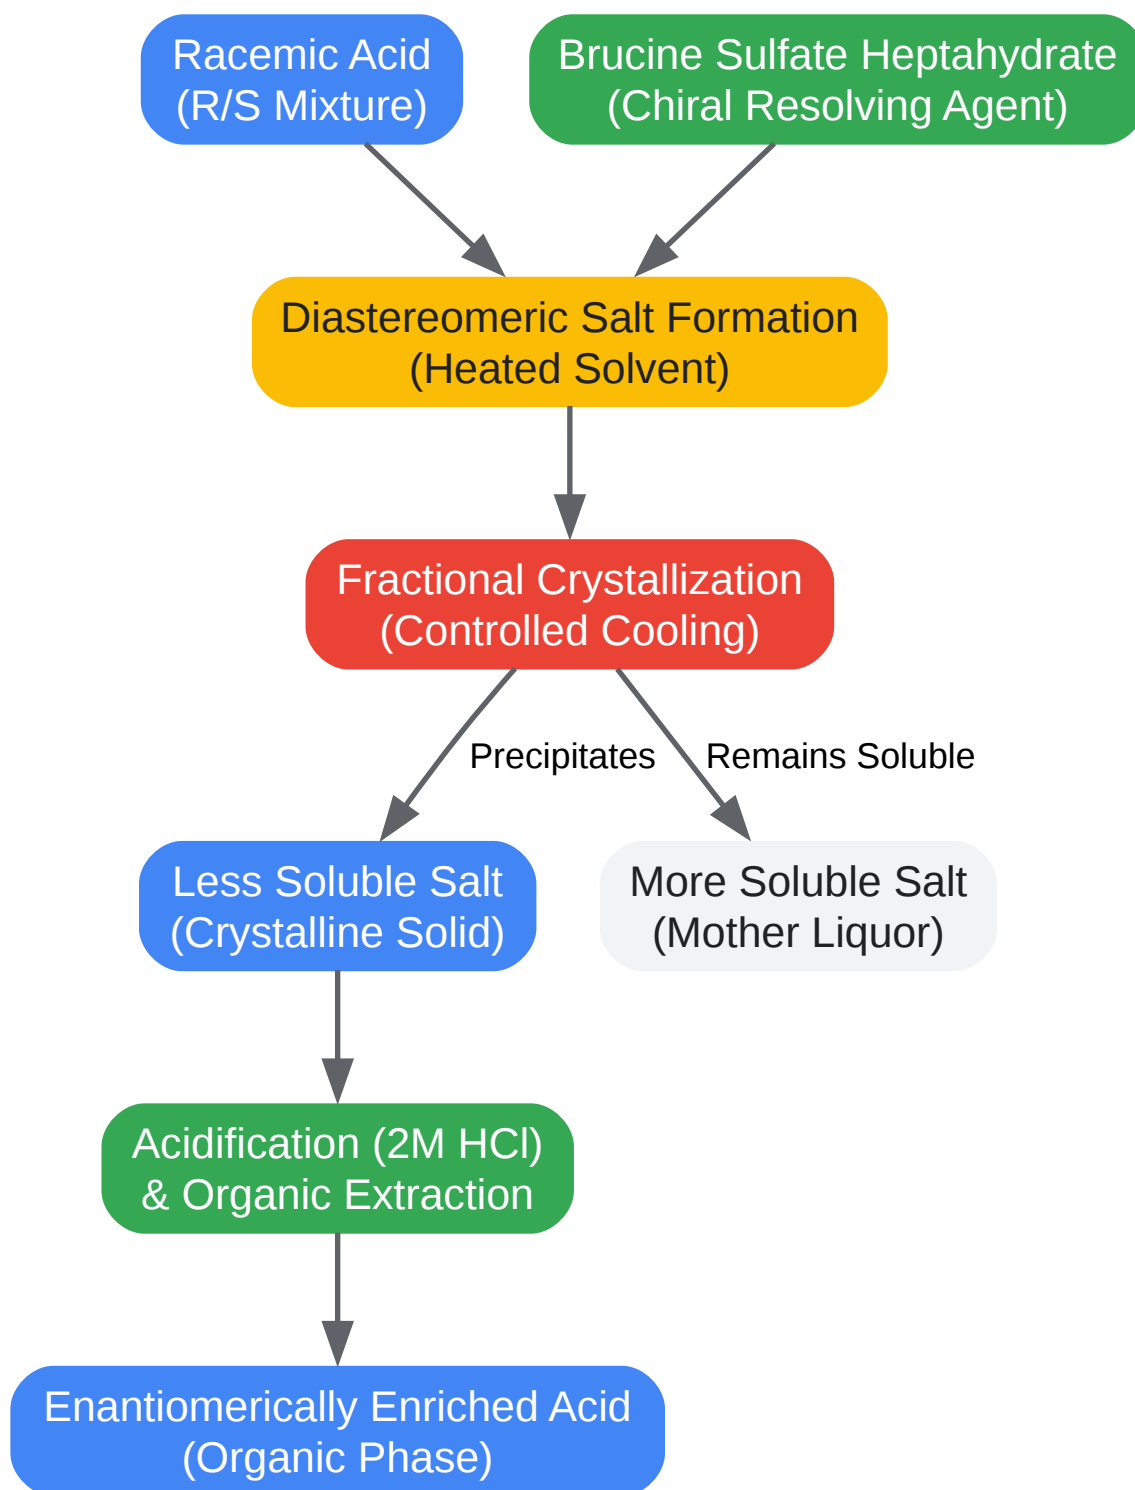 Racemic Acid
(R/S Mixture)
Brucine Sulfate Heptahydrate
(Chiral Resolving Agent)
Diastereomeric Salt Formation
(Heated Solvent)
Fractional Crystallization
(Controlled Cooling)
Precipitates
Remains Soluble
Less Soluble Salt
(Crystalline Solid)
More Soluble Salt
(Mother Liquor)
Acidification (2M HCl)
& Organic Extraction
Enantiomerically Enriched Acid
(Organic Phase)